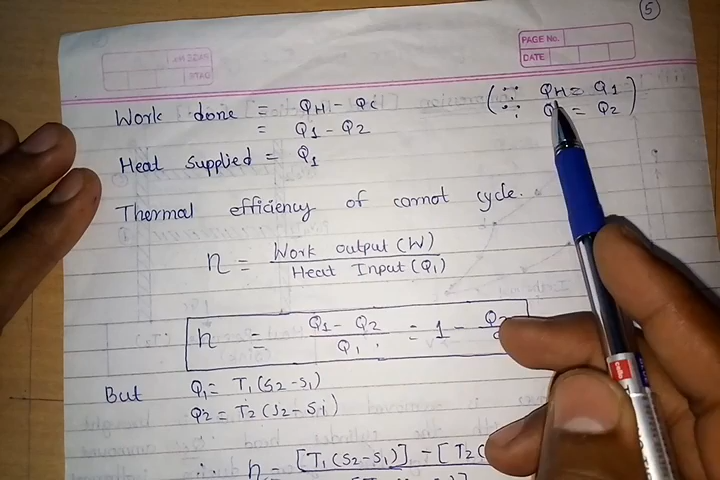 5
PAGE No.
DATE
Work done = QH - QC
= Q1 - Q2
(∵ QH = Q1
∵ Q = Q2)
Heat Supplied = Q1
Thermal efficiency of carnot cycle.
η = Work output (W)
Heat Input (Q1)
η = Q1 - Q2 = 1 - Q2
Q1
But Q1 = T1(S2-S1)
Q2 = T2(S2-S1)
∴ η = [T1(S2-S1)] - [T2(
cello